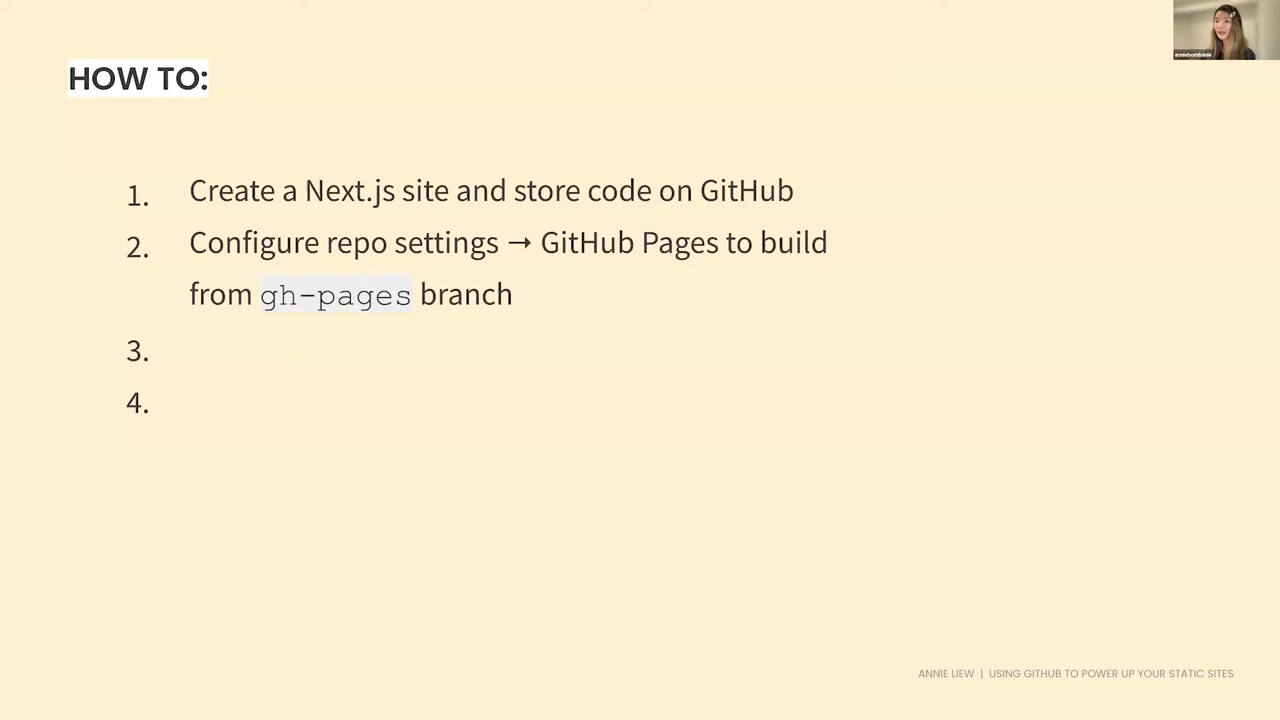 anniebombanie
HOW TO:
1. Create a Next.js site and store code on GitHub
2. Configure repo settings → GitHub Pages to build
from gh-pages branch
3.
4.
ANNIE LIEW | USING GITHUB TO POWER UP YOUR STATIC SITES